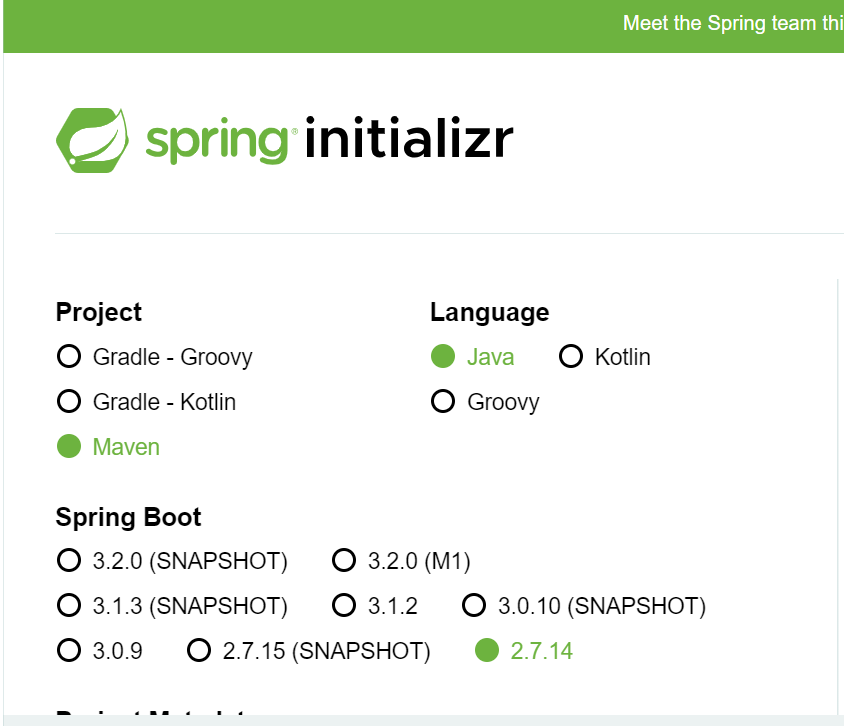 Meet the Spring team thi
spring® initializr
Project
Gradle - Groovy
Gradle - Kotlin
Maven
Language
Java Kotlin
Groovy
Spring Boot
3.2.0 (SNAPSHOT) 3.2.0 (M1)
3.1.3 (SNAPSHOT) 3.1.2 3.0.10 (SNAPSHOT)
3.0.9 2.7.15 (SNAPSHOT) 2.7.14